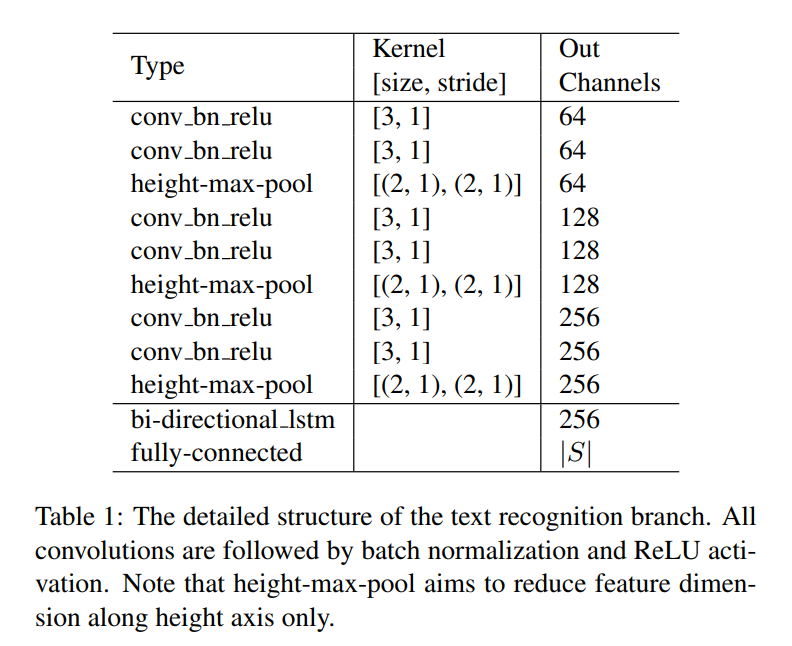 Type Kernel Out
[size, stride] Channels
conv_bn_relu [3, 1] 64
conv_bn_relu [3, 1] 64
height-max-pool [(2, 1), (2, 1)] 64
conv_bn_relu [3, 1] 128
conv_bn_relu [3, 1] 128
height-max-pool [(2, 1), (2, 1)] 128
conv_bn_relu [3, 1] 256
conv_bn_relu [3, 1] 256
height-max-pool [(2, 1), (2, 1)] 256
bi-directional_lstm 256
fully-connected |S|
Table 1: The detailed structure of the text recognition branch. All
convolutions are followed by batch normalization and ReLU acti-
vation. Note that height-max-pool aims to reduce feature dimen-
sion along height axis only.